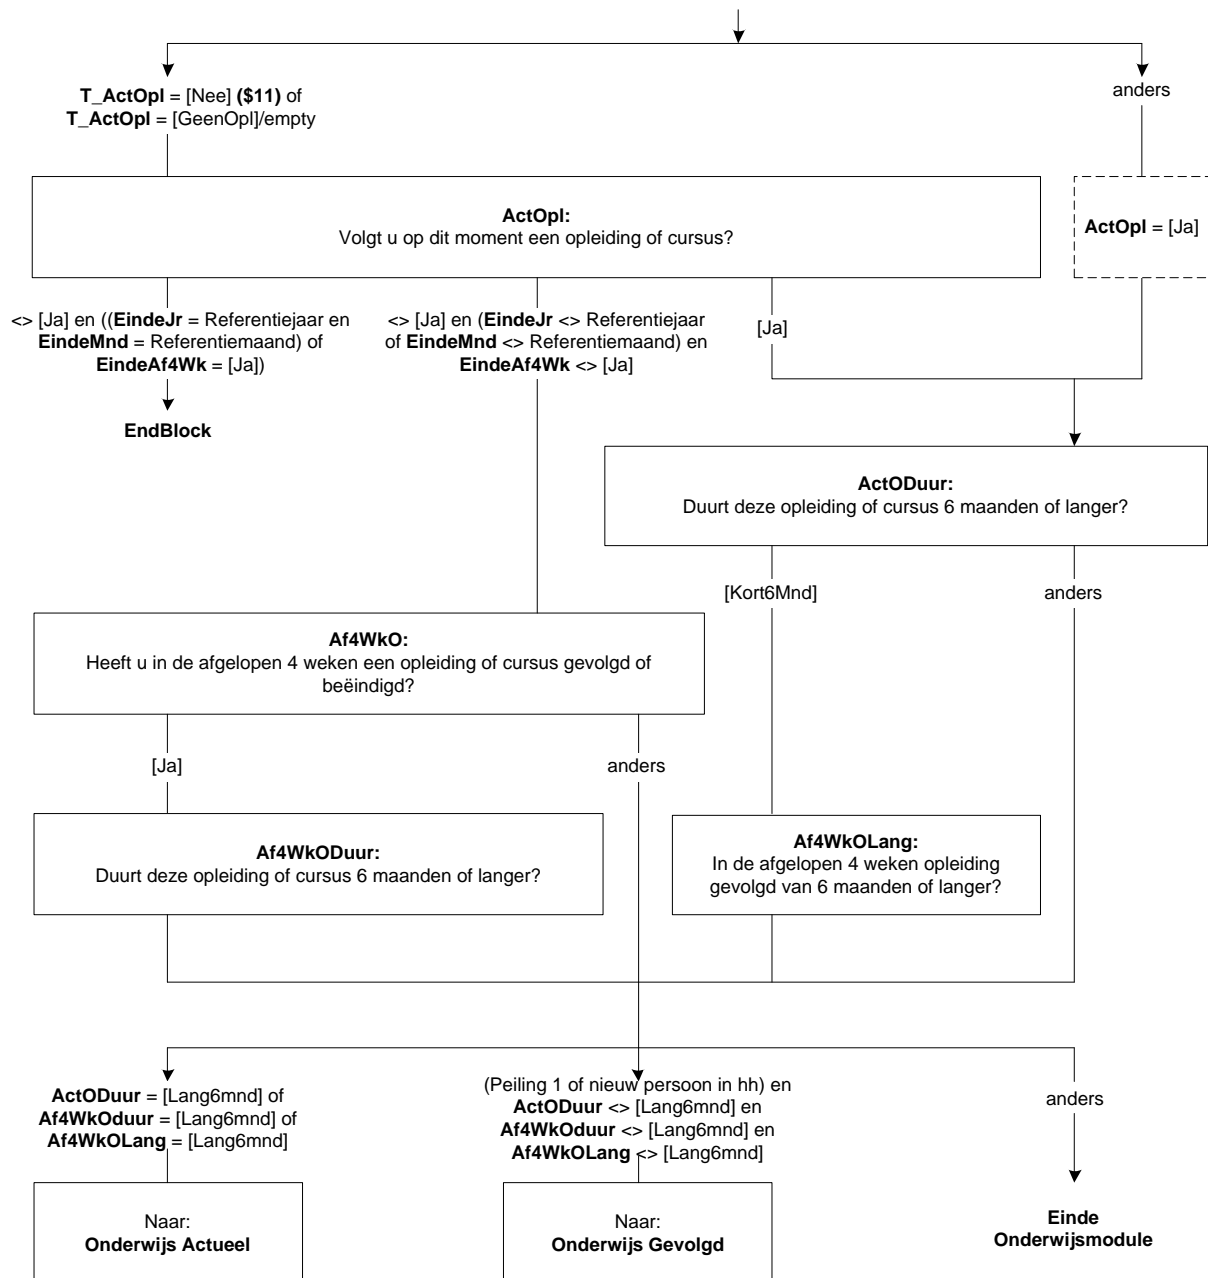 T_ActOpl = [Nee] ($11) of
T_ActOpl = [GeenOpl]/empty
anders
ActOpl:
Volgt u op dit moment een opleiding of cursus?
ActOpl = [Ja]
<> [Ja] en ((EindeJr = Referentiejaar en
EindeMnd = Referentiemaand) of
EindeAf4Wk = [Ja])
<> [Ja] en (EindeJr <> Referentiejaar
of EindeMnd <> Referentiemaand) en
EindeAf4Wk <> [Ja]
[Ja]
EndBlock
ActODuur:
Duurt deze opleiding of cursus 6 maanden of langer?
[Kort6Mnd]
anders
Af4WkO:
Heeft u in de afgelopen 4 weken een opleiding of cursus gevolgd of
beëindigd?
[Ja]
anders
Af4WkODuur:
Duurt deze opleiding of cursus 6 maanden of langer?
Af4WkOLang:
In de afgelopen 4 weken opleiding
gevolgd van 6 maanden of langer?
ActODuur = [Lang6mnd] of
Af4WkOduur = [Lang6mnd] of
Af4WkOLang = [Lang6mnd]
(Peiling 1 of nieuw persoon in hh) en
ActODuur <> [Lang6mnd] en
Af4WkOduur <> [Lang6mnd] en
Af4WkOLang <> [Lang6mnd]
anders
Naar:
Onderwijs Actueel
Naar:
Onderwijs Gevolgd
Einde
Onderwijsmodule